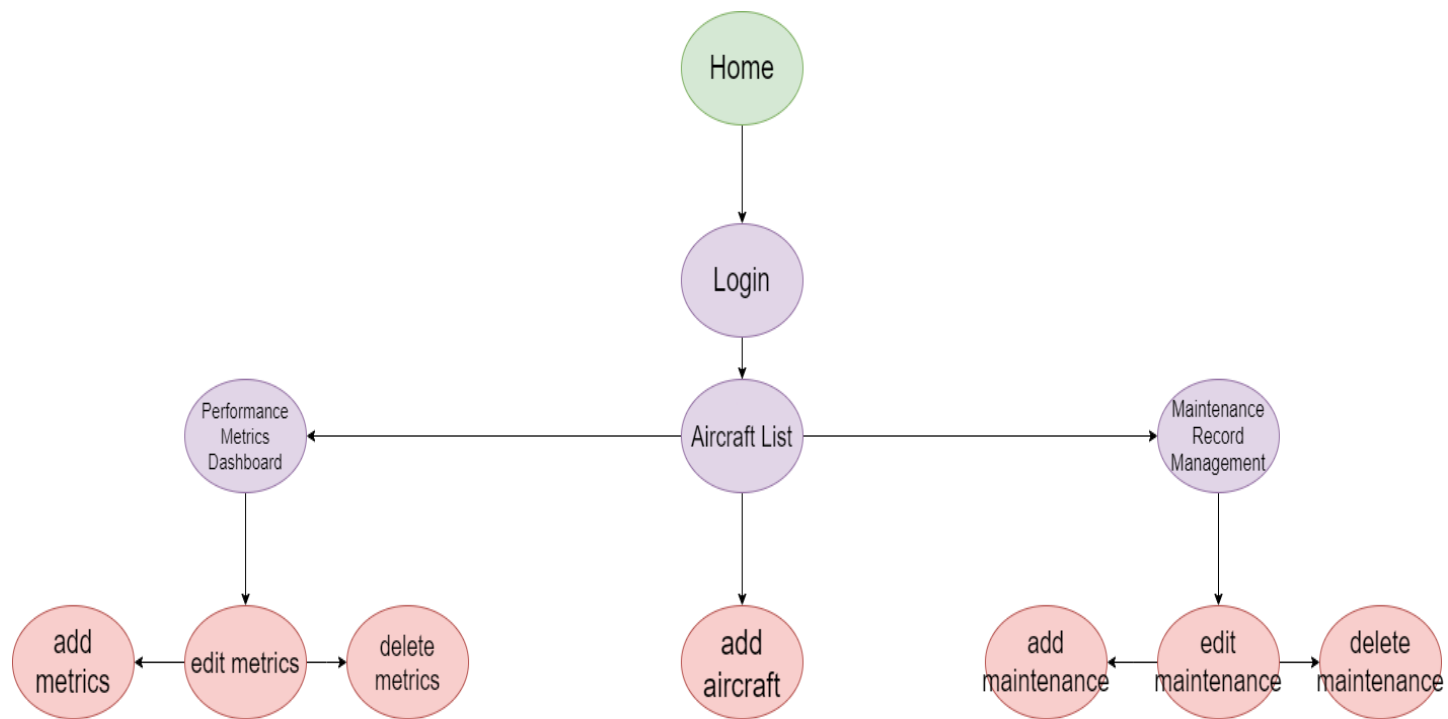 Home
Login
Performance
Metrics
Dashboard
Aircraft List
Maintenance
Record
Management
add
metrics
edit metrics
delete
metrics
add
aircraft
add
maintenance
edit
maintenance
delete
maintenance